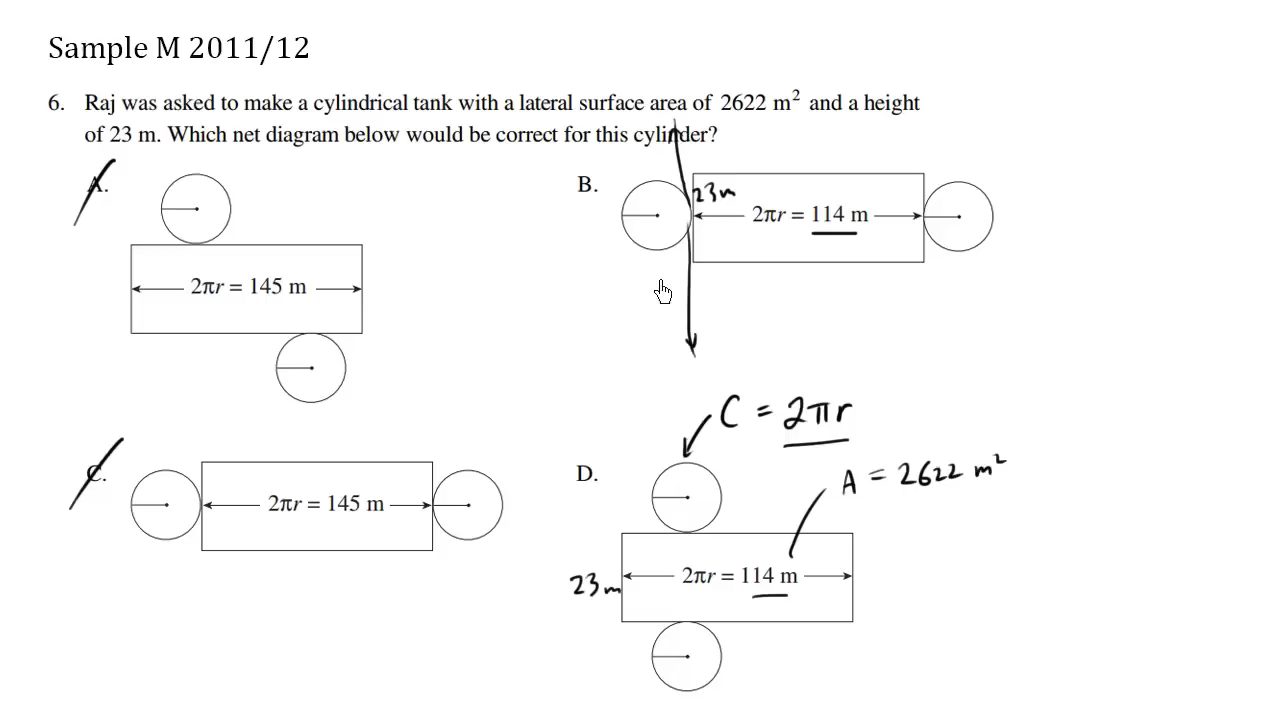 Sample M 2011/12
6. Raj was asked to make a cylindrical tank with a lateral surface area of 2622 m² and a height
of 23 m. Which net diagram below would be correct for this cylinder?
A.
2πr = 145 m
B.
23m
2πr = 114 m
C.
2πr = 145 m
D.
C = 2πr
A = 2622 m²
23m
2πr = 114 m